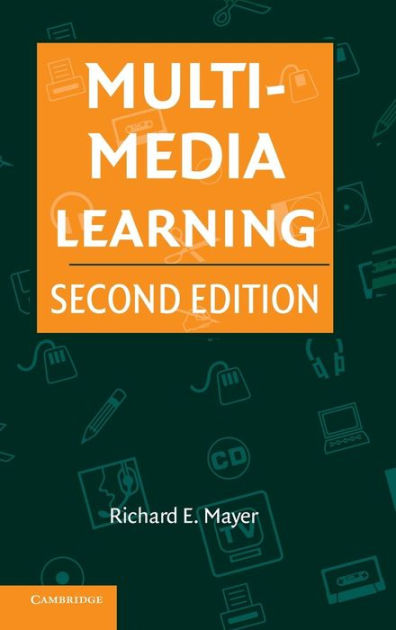 MULTI-
MEDIA
LEARNING
SECOND EDITION
CD
TV
Richard E. Mayer
CAMBRIDGE